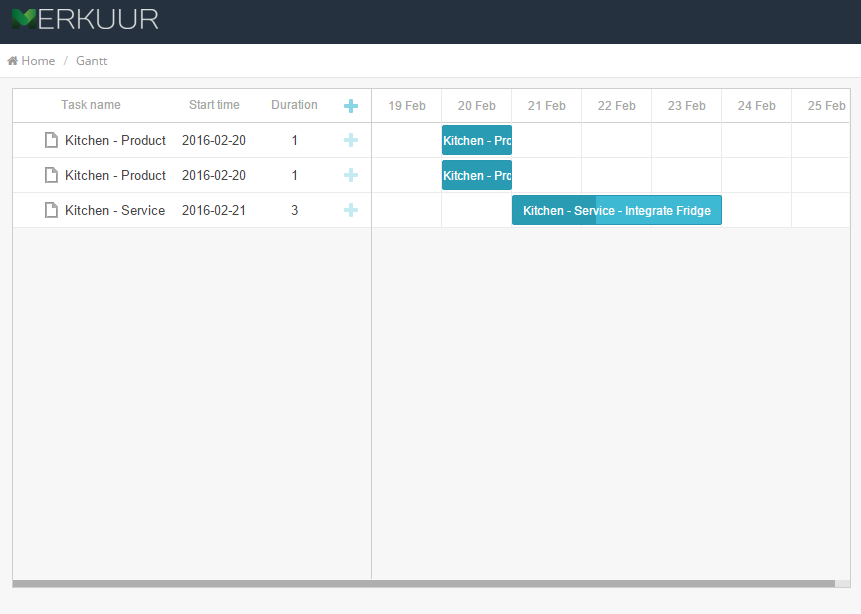 MERKUUR
Home / Gantt
Task name Start time Duration 19 Feb 20 Feb 21 Feb 22 Feb 23 Feb 24 Feb 25 Feb
Kitchen - Product 2016-02-20 1 Kitchen - Pro
Kitchen - Product 2016-02-20 1 Kitchen - Pro
Kitchen - Service 2016-02-21 3 Kitchen - Service - Integrate Fridge